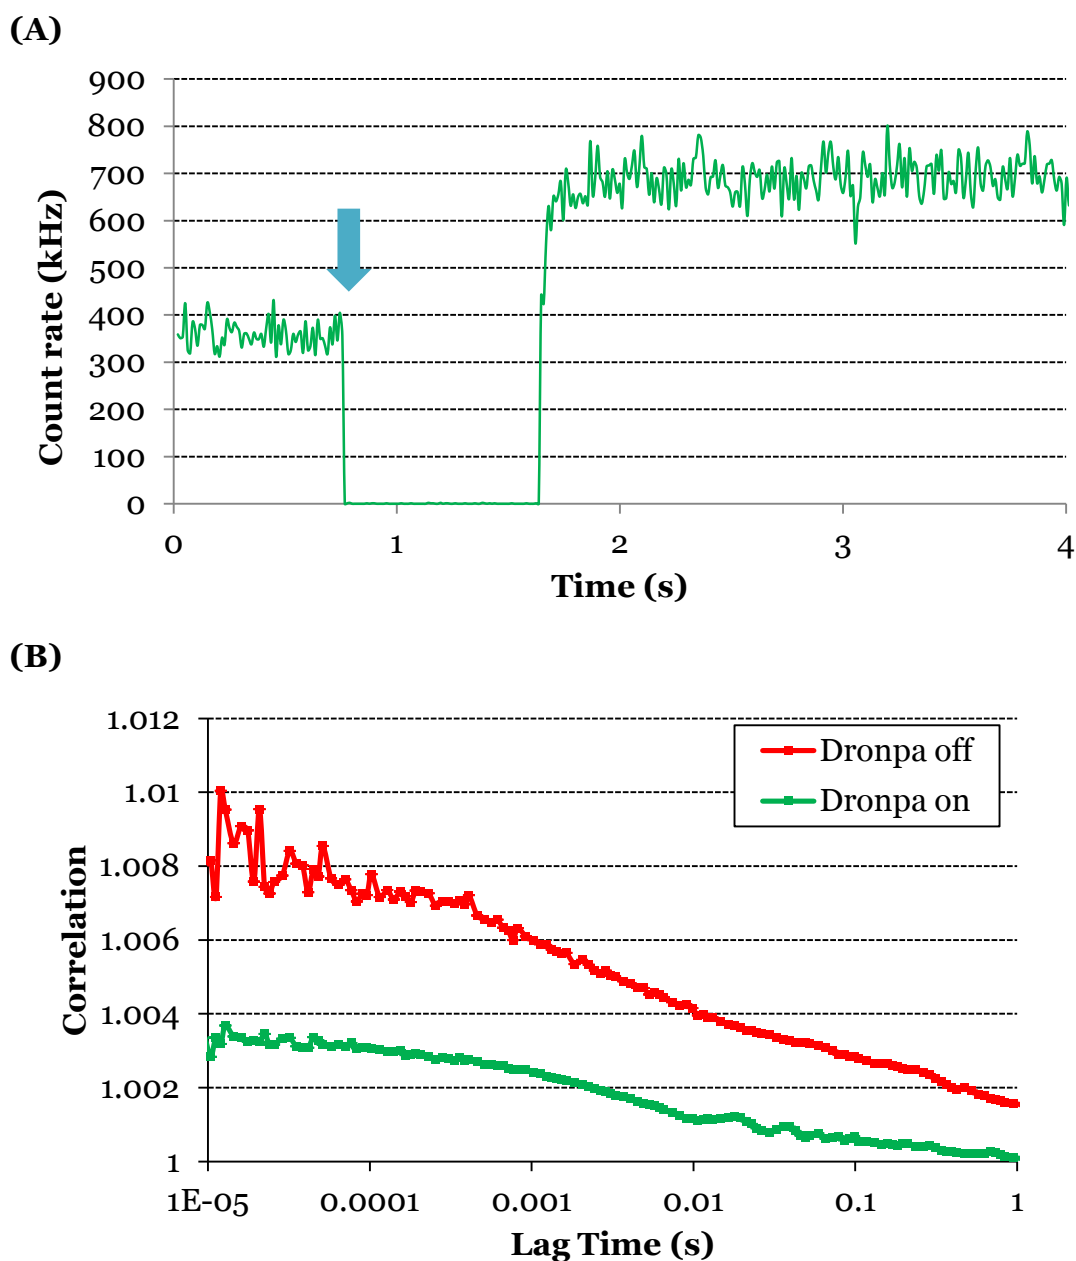 (A)
900
800
700
600
500
400
300
200
100
0
Count rate (kHz)
0 1 2 3 4
Time (s)
(B)
1.012
1.01
1.008
1.006
1.004
1.002
1
Correlation
Dronpa off
Dronpa on
1E-05 0.0001 0.001 0.01 0.1 1
Lag Time (s)